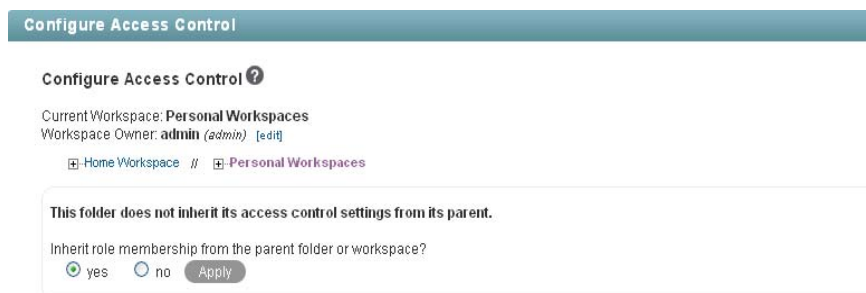 Configure Access Control
Configure Access Control ?
Current Workspace: Personal Workspaces
Workspace Owner: admin (admin) [edit]
Home Workspace // Personal Workspaces
This folder does not inherit its access control settings from its parent.
Inherit role membership from the parent folder or workspace?
yes no Apply